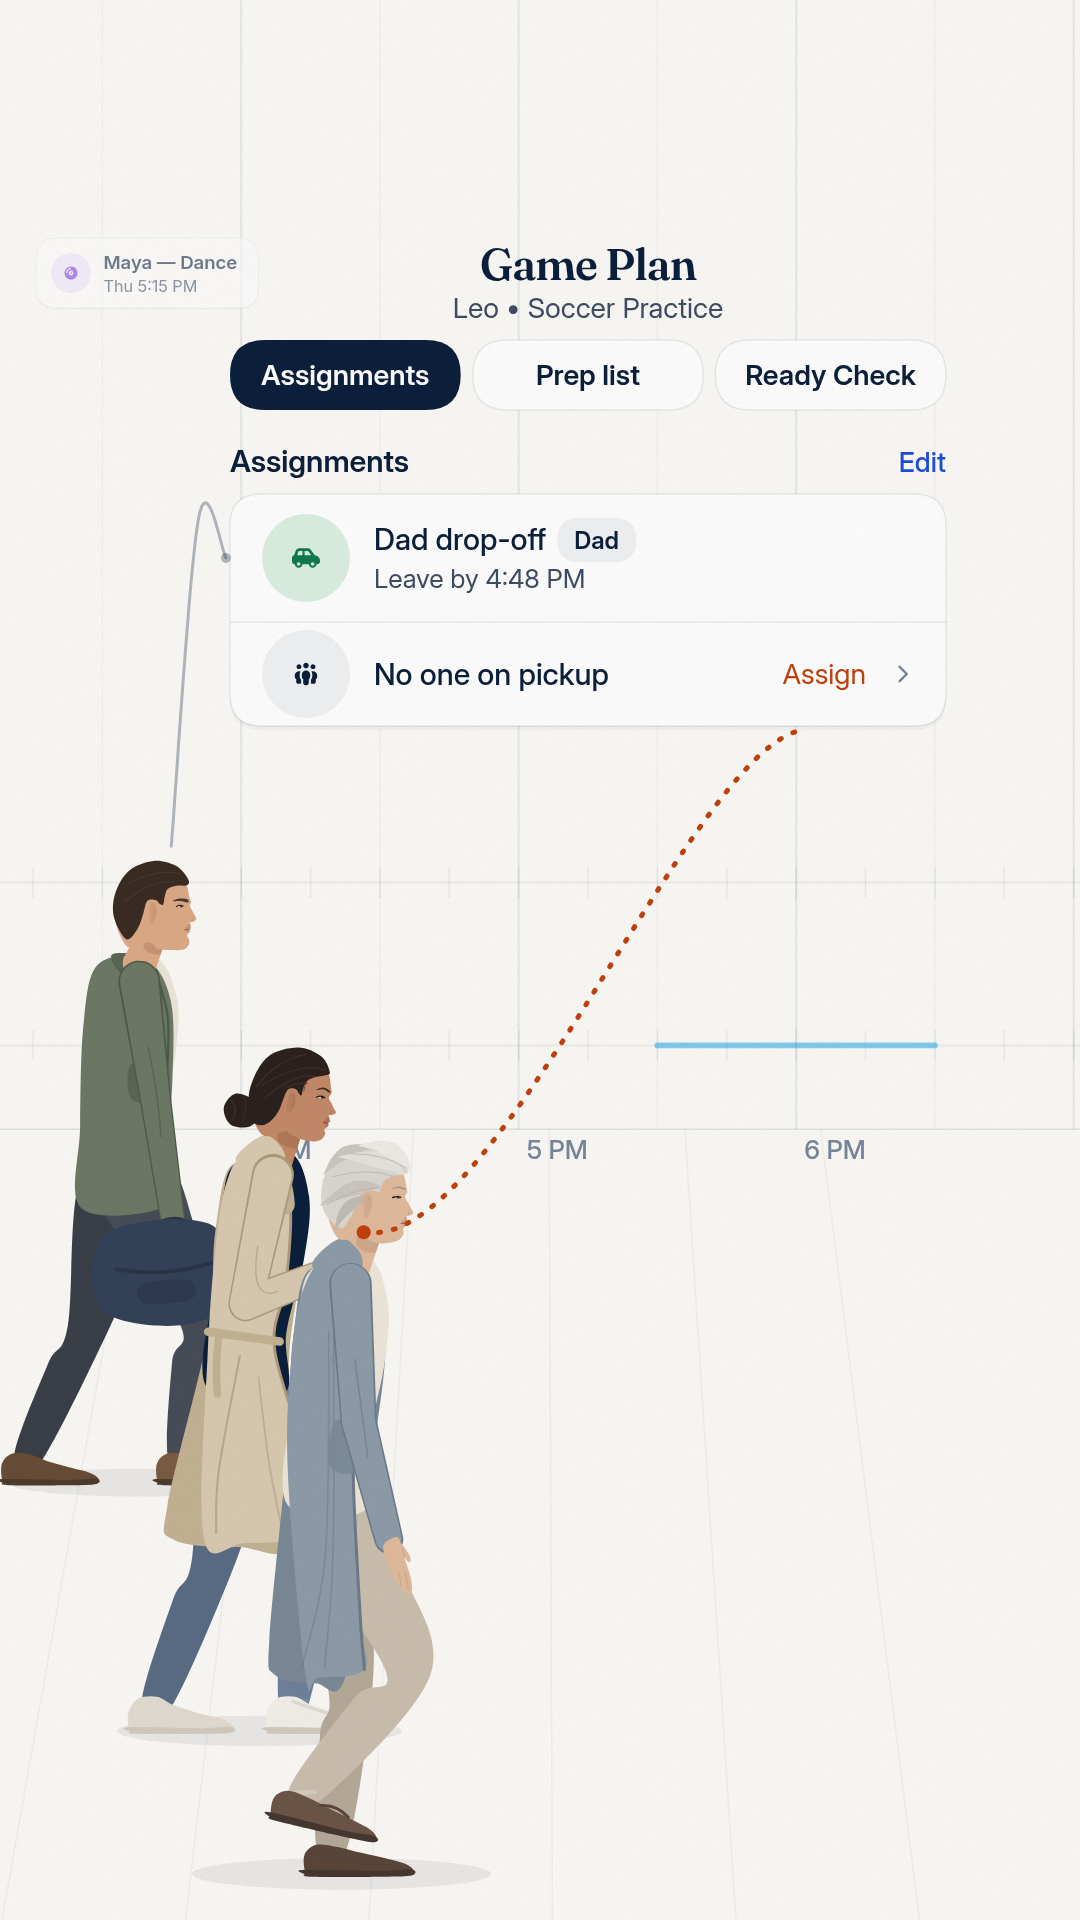 Maya — Dance
Thu 5:15 PM
Game Plan
Leo • Soccer Practice
Assignments
Prep list
Ready Check
Assignments
Edit
Dad drop-off
Dad
Leave by 4:48 PM
No one on pickup
Assign
5 PM
6 PM